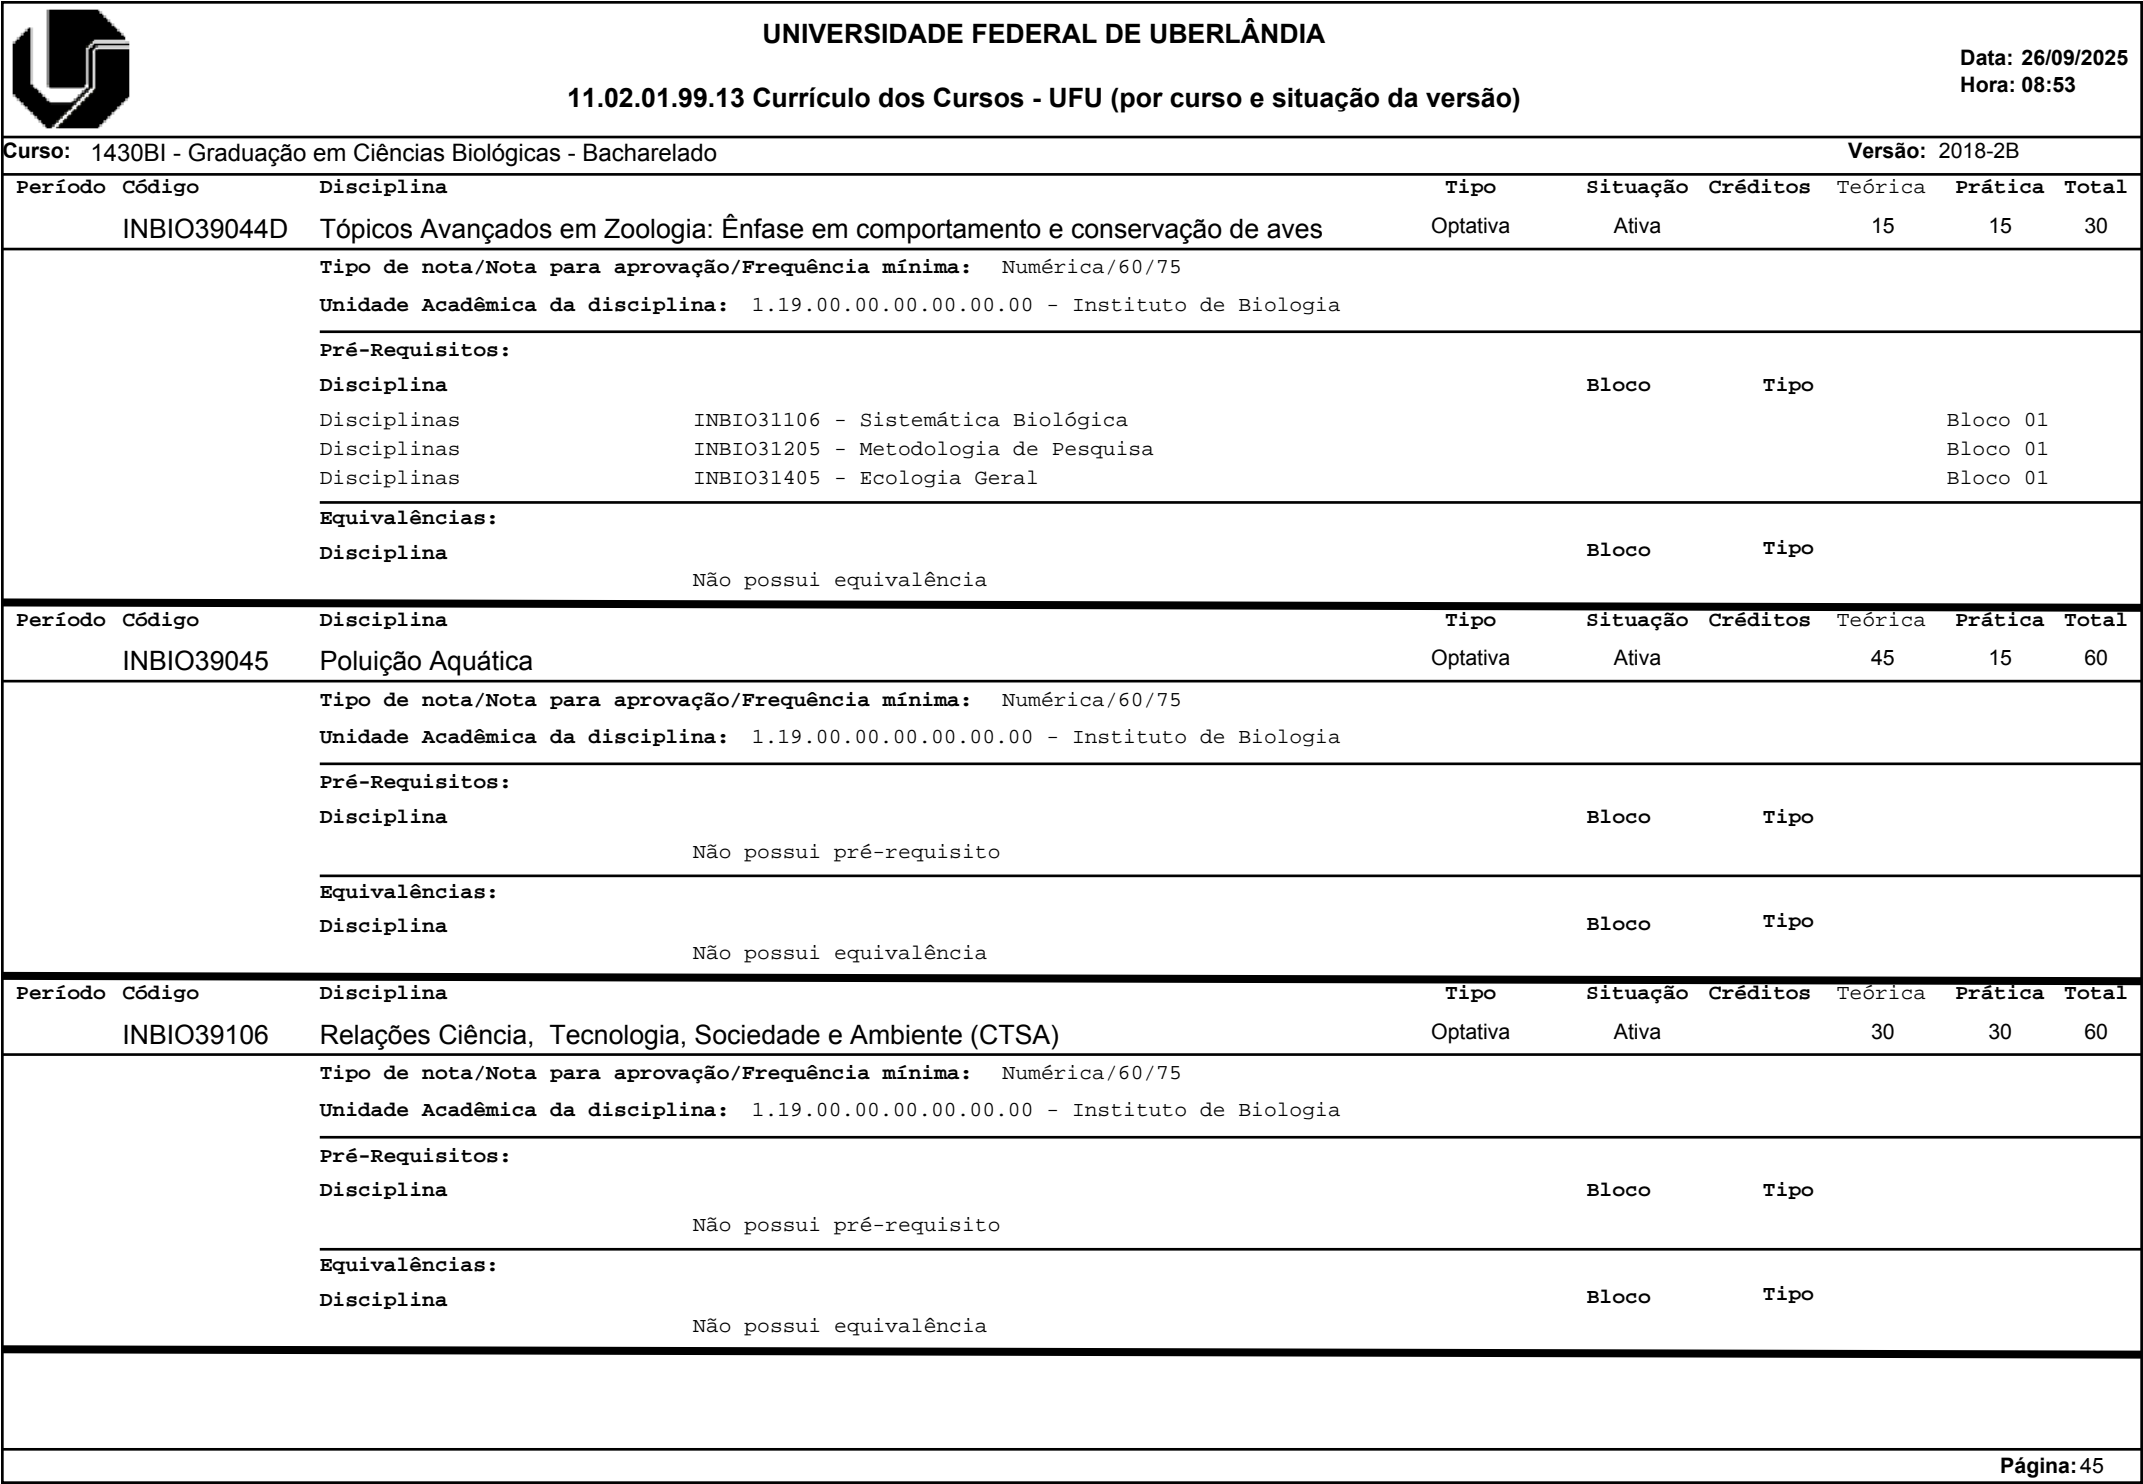 UNIVERSIDADE FEDERAL DE UBERLÂNDIA
Data: 26/09/2025
Hora: 08:53
11.02.01.99.13 Currículo dos Cursos - UFU (por curso e situação da versão)
Curso: 1430BI - Graduação em Ciências Biológicas - Bacharelado Versão: 2018-2B
Período Código Disciplina Tipo Situação Créditos Teórica Prática Total
INBIO39044D Tópicos Avançados em Zoologia: Ênfase em comportamento e conservação de aves Optativa Ativa 15 15 30
Tipo de nota/Nota para aprovação/Frequência mínima: Numérica/60/75
Unidade Acadêmica da disciplina: 1.19.00.00.00.00.00.00 - Instituto de Biologia
Pré-Requisitos:
Disciplina Bloco Tipo
Disciplinas INBIO31106 - Sistemática Biológica Bloco 01
Disciplinas INBIO31205 - Metodologia de Pesquisa Bloco 01
Disciplinas INBIO31405 - Ecologia Geral Bloco 01
Equivalências:
Disciplina Bloco Tipo
Não possui equivalência
Período Código Disciplina Tipo Situação Créditos Teórica Prática Total
INBIO39045 Poluição Aquática Optativa Ativa 45 15 60
Tipo de nota/Nota para aprovação/Frequência mínima: Numérica/60/75
Unidade Acadêmica da disciplina: 1.19.00.00.00.00.00.00 - Instituto de Biologia
Pré-Requisitos:
Disciplina Bloco Tipo
Não possui pré-requisito
Equivalências:
Disciplina Bloco Tipo
Não possui equivalência
Período Código Disciplina Tipo Situação Créditos Teórica Prática Total
INBIO39106 Relações Ciência, Tecnologia, Sociedade e Ambiente (CTSA) Optativa Ativa 30 30 60
Tipo de nota/Nota para aprovação/Frequência mínima: Numérica/60/75
Unidade Acadêmica da disciplina: 1.19.00.00.00.00.00.00 - Instituto de Biologia
Pré-Requisitos:
Disciplina Bloco Tipo
Não possui pré-requisito
Equivalências:
Disciplina Bloco Tipo
Não possui equivalência
Página: 45